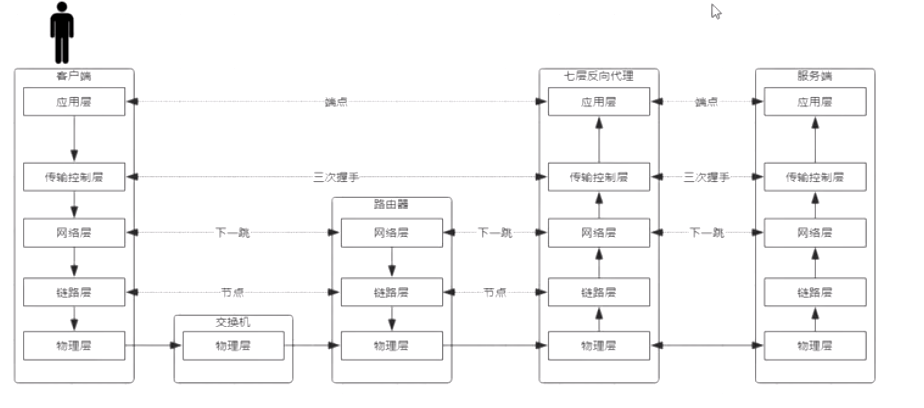 客户端
七层反向代理
服务端
应用层
端点
应用层
端点
应用层
传输控制层
三次握手
传输控制层
三次握手
传输控制层
路由器
网络层
下一跳
网络层
下一跳
网络层
下一跳
网络层
链路层
节点
链路层
节点
链路层
链路层
交换机
物理层
物理层
物理层
物理层
物理层